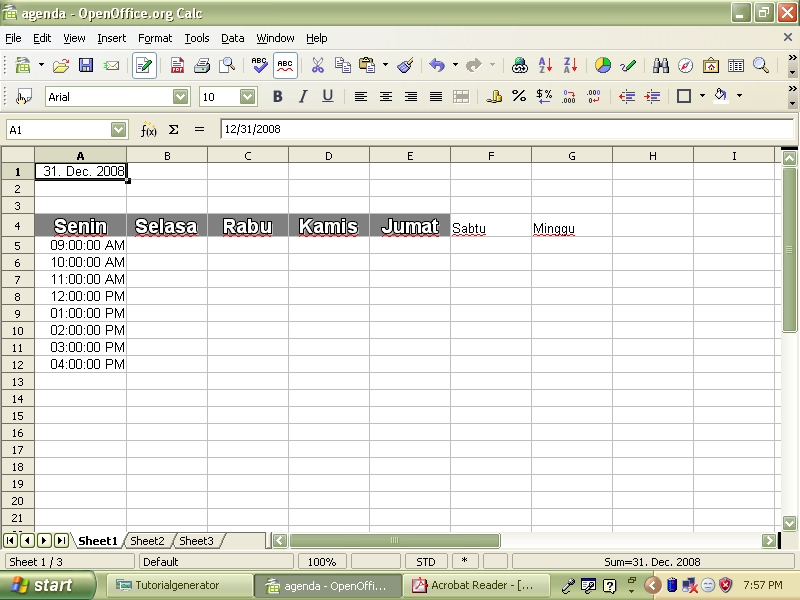 agenda - OpenOffice.org Calc
File Edit View Insert Format Tools Data Window Help
ABC ABC
Arial 10 B I U
A1 f(x) Σ = 12/31/2008
A B C D E F G H I
1 31. Dec. 2008
2
3
4 Senin Selasa Rabu Kamis Jumat Sabtu Minggu
5 09:00:00 AM
6 10:00:00 AM
7 11:00:00 AM
8 12:00:00 PM
9 01:00:00 PM
10 02:00:00 PM
11 03:00:00 PM
12 04:00:00 PM
13
14
15
16
17
18
19
20
21
Sheet1 Sheet2 Sheet3
Sheet 1 / 3 Default 100% STD * Sum=31. Dec. 2008
start Tutorialgenerator agenda - OpenOffi... Acrobat Reader - [... 7:57 PM